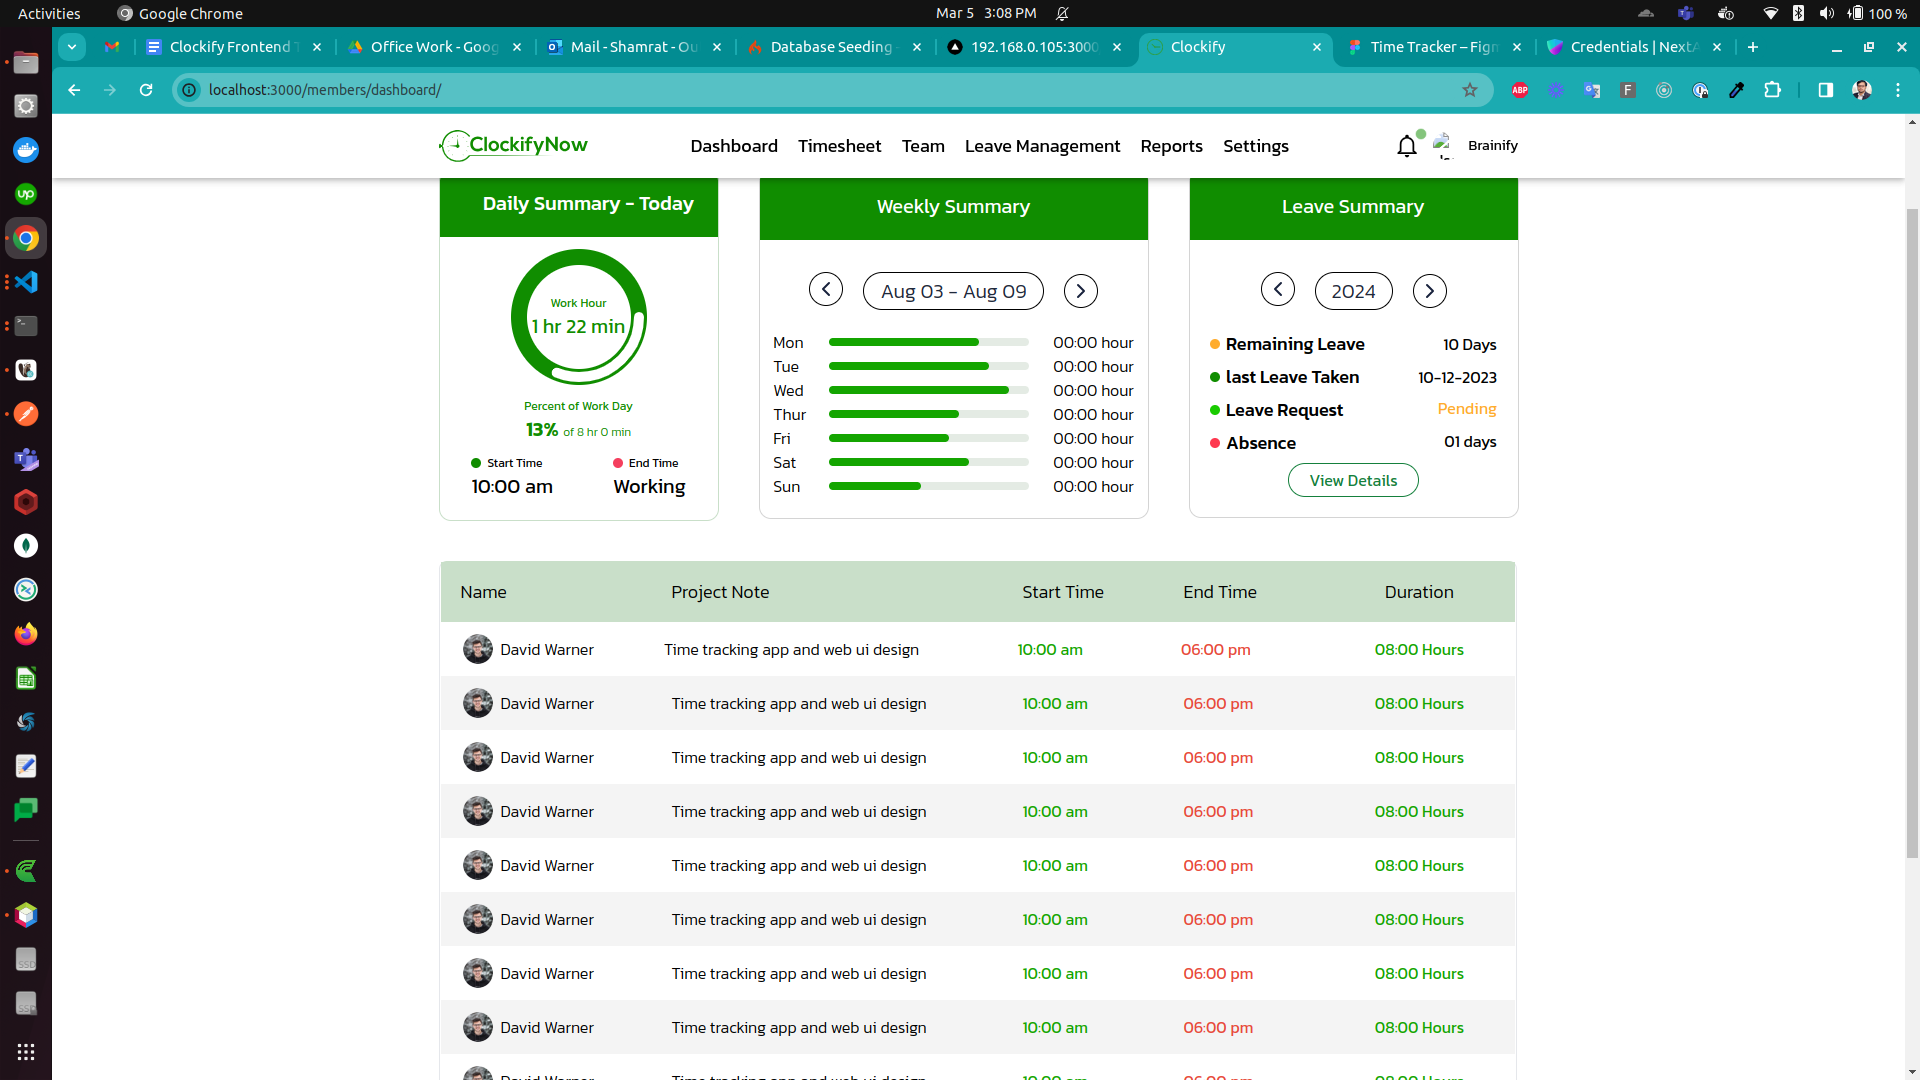 Activities
Google Chrome
Mar 5 3:08 PM
100 %
Clockify Frontend T
Office Work - Goog
Mail - Shamrat - Ou
Database Seeding -
192.168.0.105:3000
Clockify
Time Tracker – Figm
Credentials | NextA
localhost:3000/members/dashboard/
ABP
F
up
ClockifyNow
Dashboard
Timesheet
Team
Leave Management
Reports
Settings
Brainify
Daily Summary - Today
Work Hour
1 hr 22 min
Percent of Work Day
13% of 8 hr 0 min
Start Time
End Time
10:00 am
Working
Weekly Summary
Aug 03 - Aug 09
Mon 00:00 hour
Tue 00:00 hour
Wed 00:00 hour
Thur 00:00 hour
Fri 00:00 hour
Sat 00:00 hour
Sun 00:00 hour
Leave Summary
2024
Remaining Leave 10 Days
last Leave Taken 10-12-2023
Leave Request Pending
Absence 01 days
View Details
Name Project Note Start Time End Time Duration
David Warner Time tracking app and web ui design 10:00 am 06:00 pm 08:00 Hours
David Warner Time tracking app and web ui design 10:00 am 06:00 pm 08:00 Hours
David Warner Time tracking app and web ui design 10:00 am 06:00 pm 08:00 Hours
David Warner Time tracking app and web ui design 10:00 am 06:00 pm 08:00 Hours
David Warner Time tracking app and web ui design 10:00 am 06:00 pm 08:00 Hours
David Warner Time tracking app and web ui design 10:00 am 06:00 pm 08:00 Hours
David Warner Time tracking app and web ui design 10:00 am 06:00 pm 08:00 Hours
David Warner Time tracking app and web ui design 10:00 am 06:00 pm 08:00 Hours